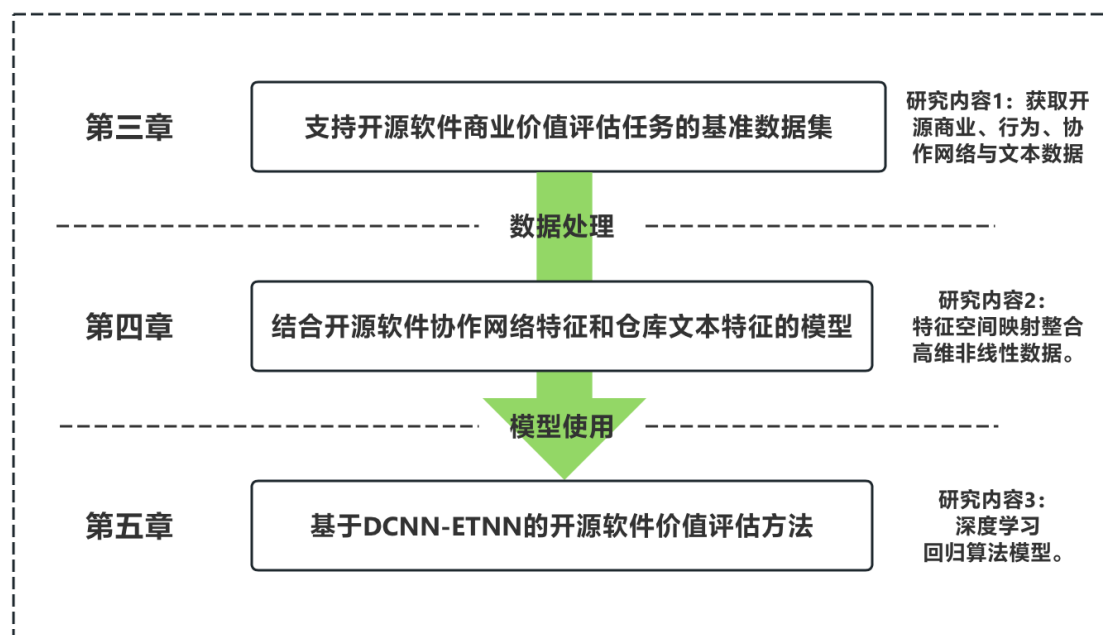 第三章
支持开源软件商业价值评估任务的基准数据集
研究内容1：获取开
源商业、行为、协
作网络与文本数据
数据处理
第四章
结合开源软件协作网络特征和仓库文本特征的模型
研究内容2：
特征空间映射整合
高维非线性数据。
模型使用
第五章
基于DCNN-ETNN的开源软件价值评估方法
研究内容3：
深度学习
回归算法模型。